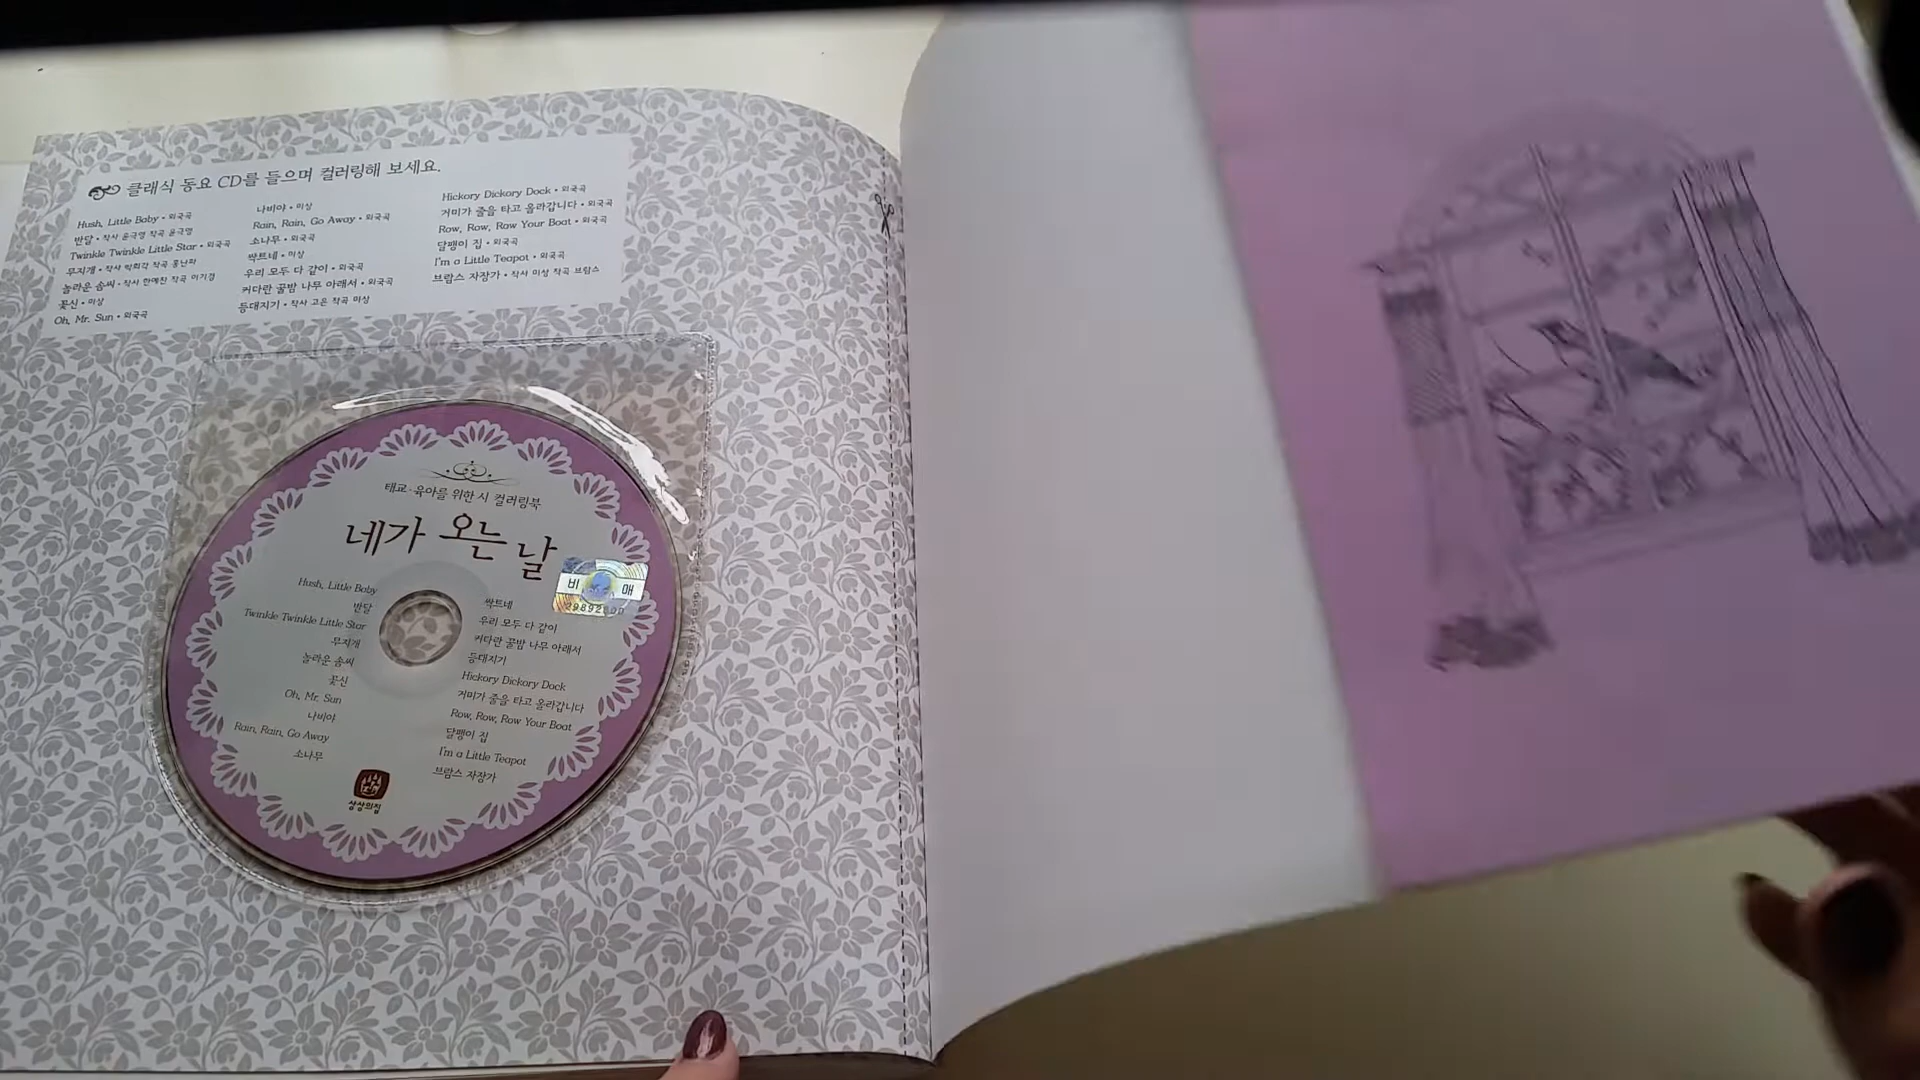 클래식 동요 CD를 들으며 컬러링해 보세요.
Hush, Little Baby • 외국곡
반달 • 작사 윤극영 작곡 윤극영
Twinkle Twinkle Little Star • 외국곡
무지개 • 작사 박희각 작곡 홍난파
놀라운 솜씨 • 작사 한예찬 작곡 이기경
꽃신 • 미상
Oh, Mr. Sun • 외국곡
나비야 • 미상
Rain, Rain, Go Away • 외국곡
소나무 • 외국곡
싹트네 • 미상
우리 모두 다 같이 • 외국곡
커다란 꿀밤 나무 아래서 • 외국곡
등대지기 • 작사 고은 작곡 미상
Hickory Dickory Dock • 외국곡
거미가 줄을 타고 올라갑니다 • 외국곡
Row, Row, Row Your Boat • 외국곡
달팽이 집 • 외국곡
I'm a Little Teapot • 외국곡
브람스 자장가 • 작사 미상 작곡 브람스
태교·육아를 위한 시 컬러링북
네가 오는 날
비 매
Hush, Little Baby
반달
Twinkle Twinkle Little Star
무지개
놀라운 솜씨
꽃신
Oh, Mr. Sun
나비야
Rain, Rain, Go Away
소나무
싹트네
우리 모두 다 같이
커다란 꿀밤 나무 아래서
등대지기
Hickory Dickory Dock
거미가 줄을 타고 올라갑니다
Row, Row, Row Your Boat
달팽이 집
I'm a Little Teapot
브람스 자장가
상상의집